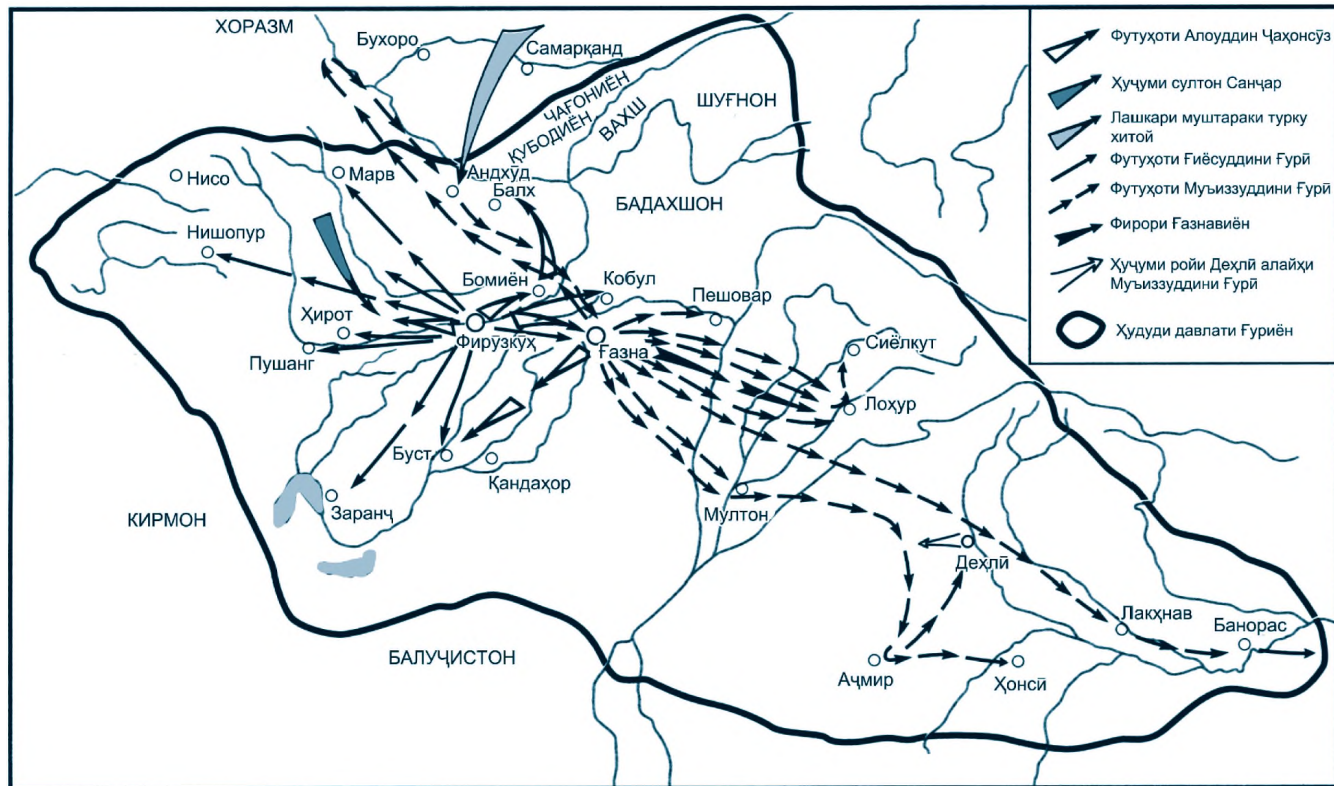 ХОРАЗМ
Бухоро
Самарқанд
ЧАҒОНИЁН
ҚУБОДИЁН
ВАХШ
ШУҒНОН
Нисо
Марв
Андхӯд
Балх
БАДАХШОН
Нишопур
Бомиён
Кобул
Пешовар
Ҳирот
Фирӯзкӯҳ
Ғазна
Сиёлкут
Пушанг
Лоҳур
Буст
Қандаҳор
Заранҷ
Мултон
КИРМОН
Деҳлӣ
Лакҳнав
Банорас
БАЛУҶИСТОН
Аҷмир
Ҳонсӣ
Футуҳоти Алоуддин Ҷаҳонсӯз
Ҳуҷуми султон Санҷар
Лашкари муштараки турку
хитой
Футуҳоти Ғиёсуддини Ғурӣ
Футуҳоти Муъиззуддини Ғурӣ
Фирори Ғазнавиён
Ҳуҷуми ройи Деҳлӣ алайҳи
Муъиззуддини Ғурӣ
Ҳудуди давлати Ғуриён